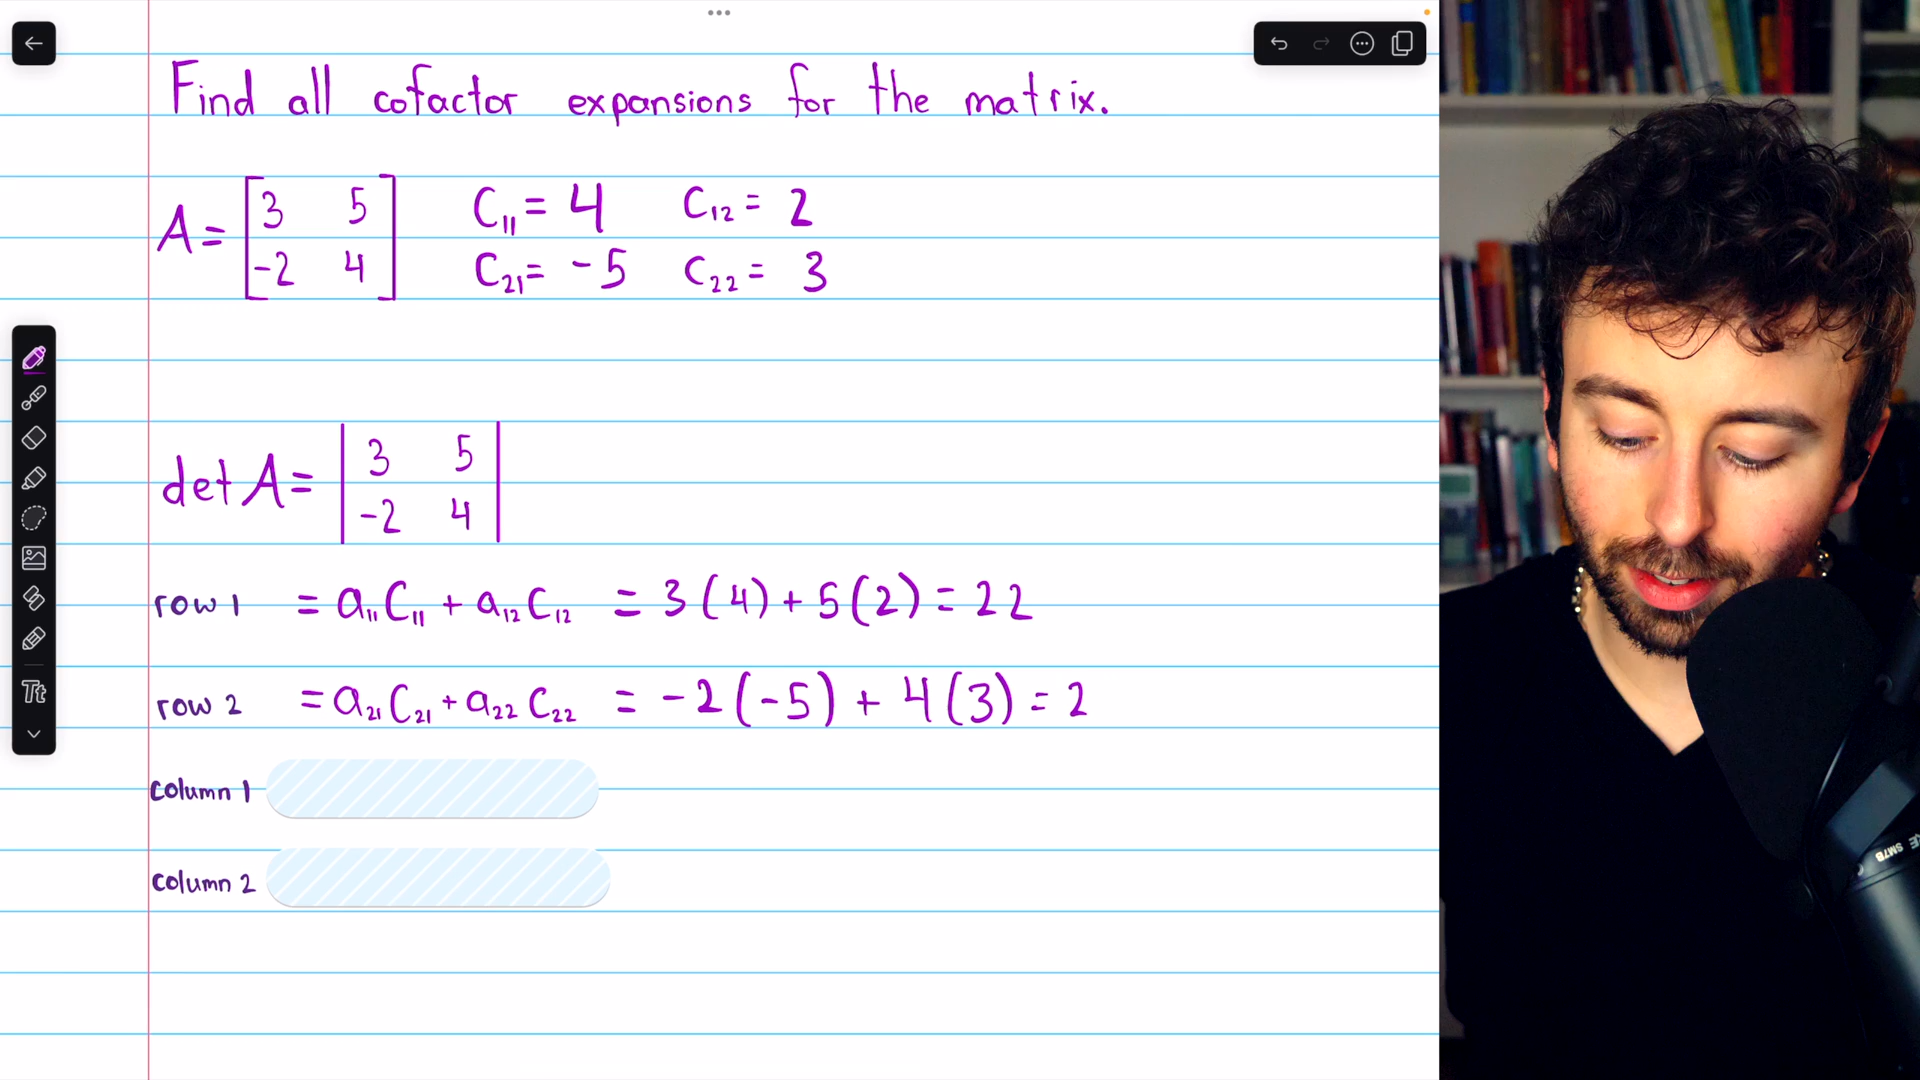 Find all cofactor expansions for the matrix.
A = [3 5
-2 4]
C₁₁ = 4 C₁₂ = 2
C₂₁ = -5 C₂₂ = 3
det A = |3 5
-2 4|
row 1 = a₁₁C₁₁ + a₁₂C₁₂ = 3(4) + 5(2) = 22
row 2 = a₂₁C₂₁ + a₂₂C₂₂ = -2(-5) + 4(3) = 2
column 1
column 2
Tt
SM7B